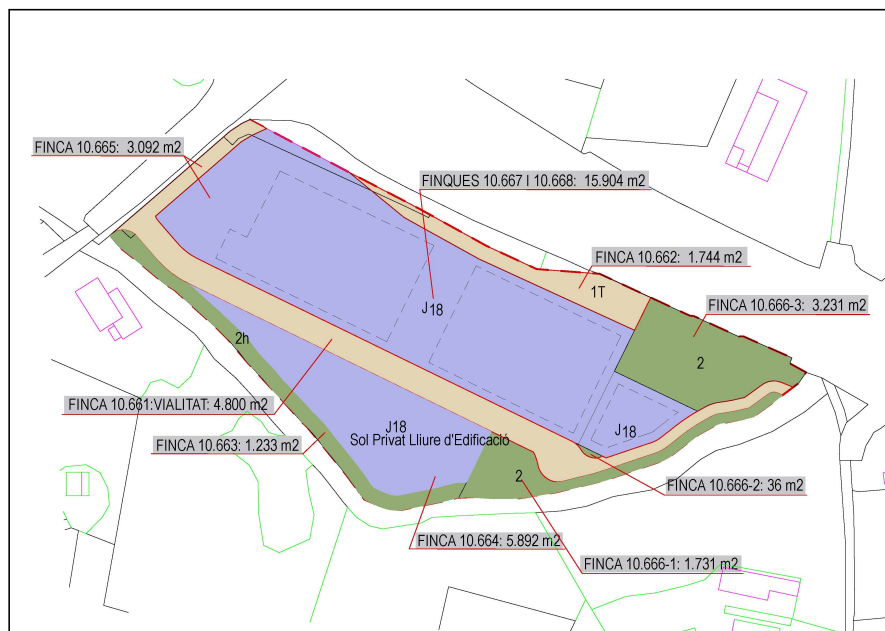 FINCA 10.665: 3.092 m2
FINQUES 10.667 I 10.668: 15.904 m2
FINCA 10.662: 1.744 m2
1T
FINCA 10.666-3: 3.231 m2
J18
2h
2
FINCA 10.661:VIALITAT: 4.800 m2
J18
J18
Sol Privat Lliure d'Edificació
FINCA 10.663: 1.233 m2
2
FINCA 10.666-2: 36 m2
FINCA 10.664: 5.892 m2
FINCA 10.666-1: 1.731 m2